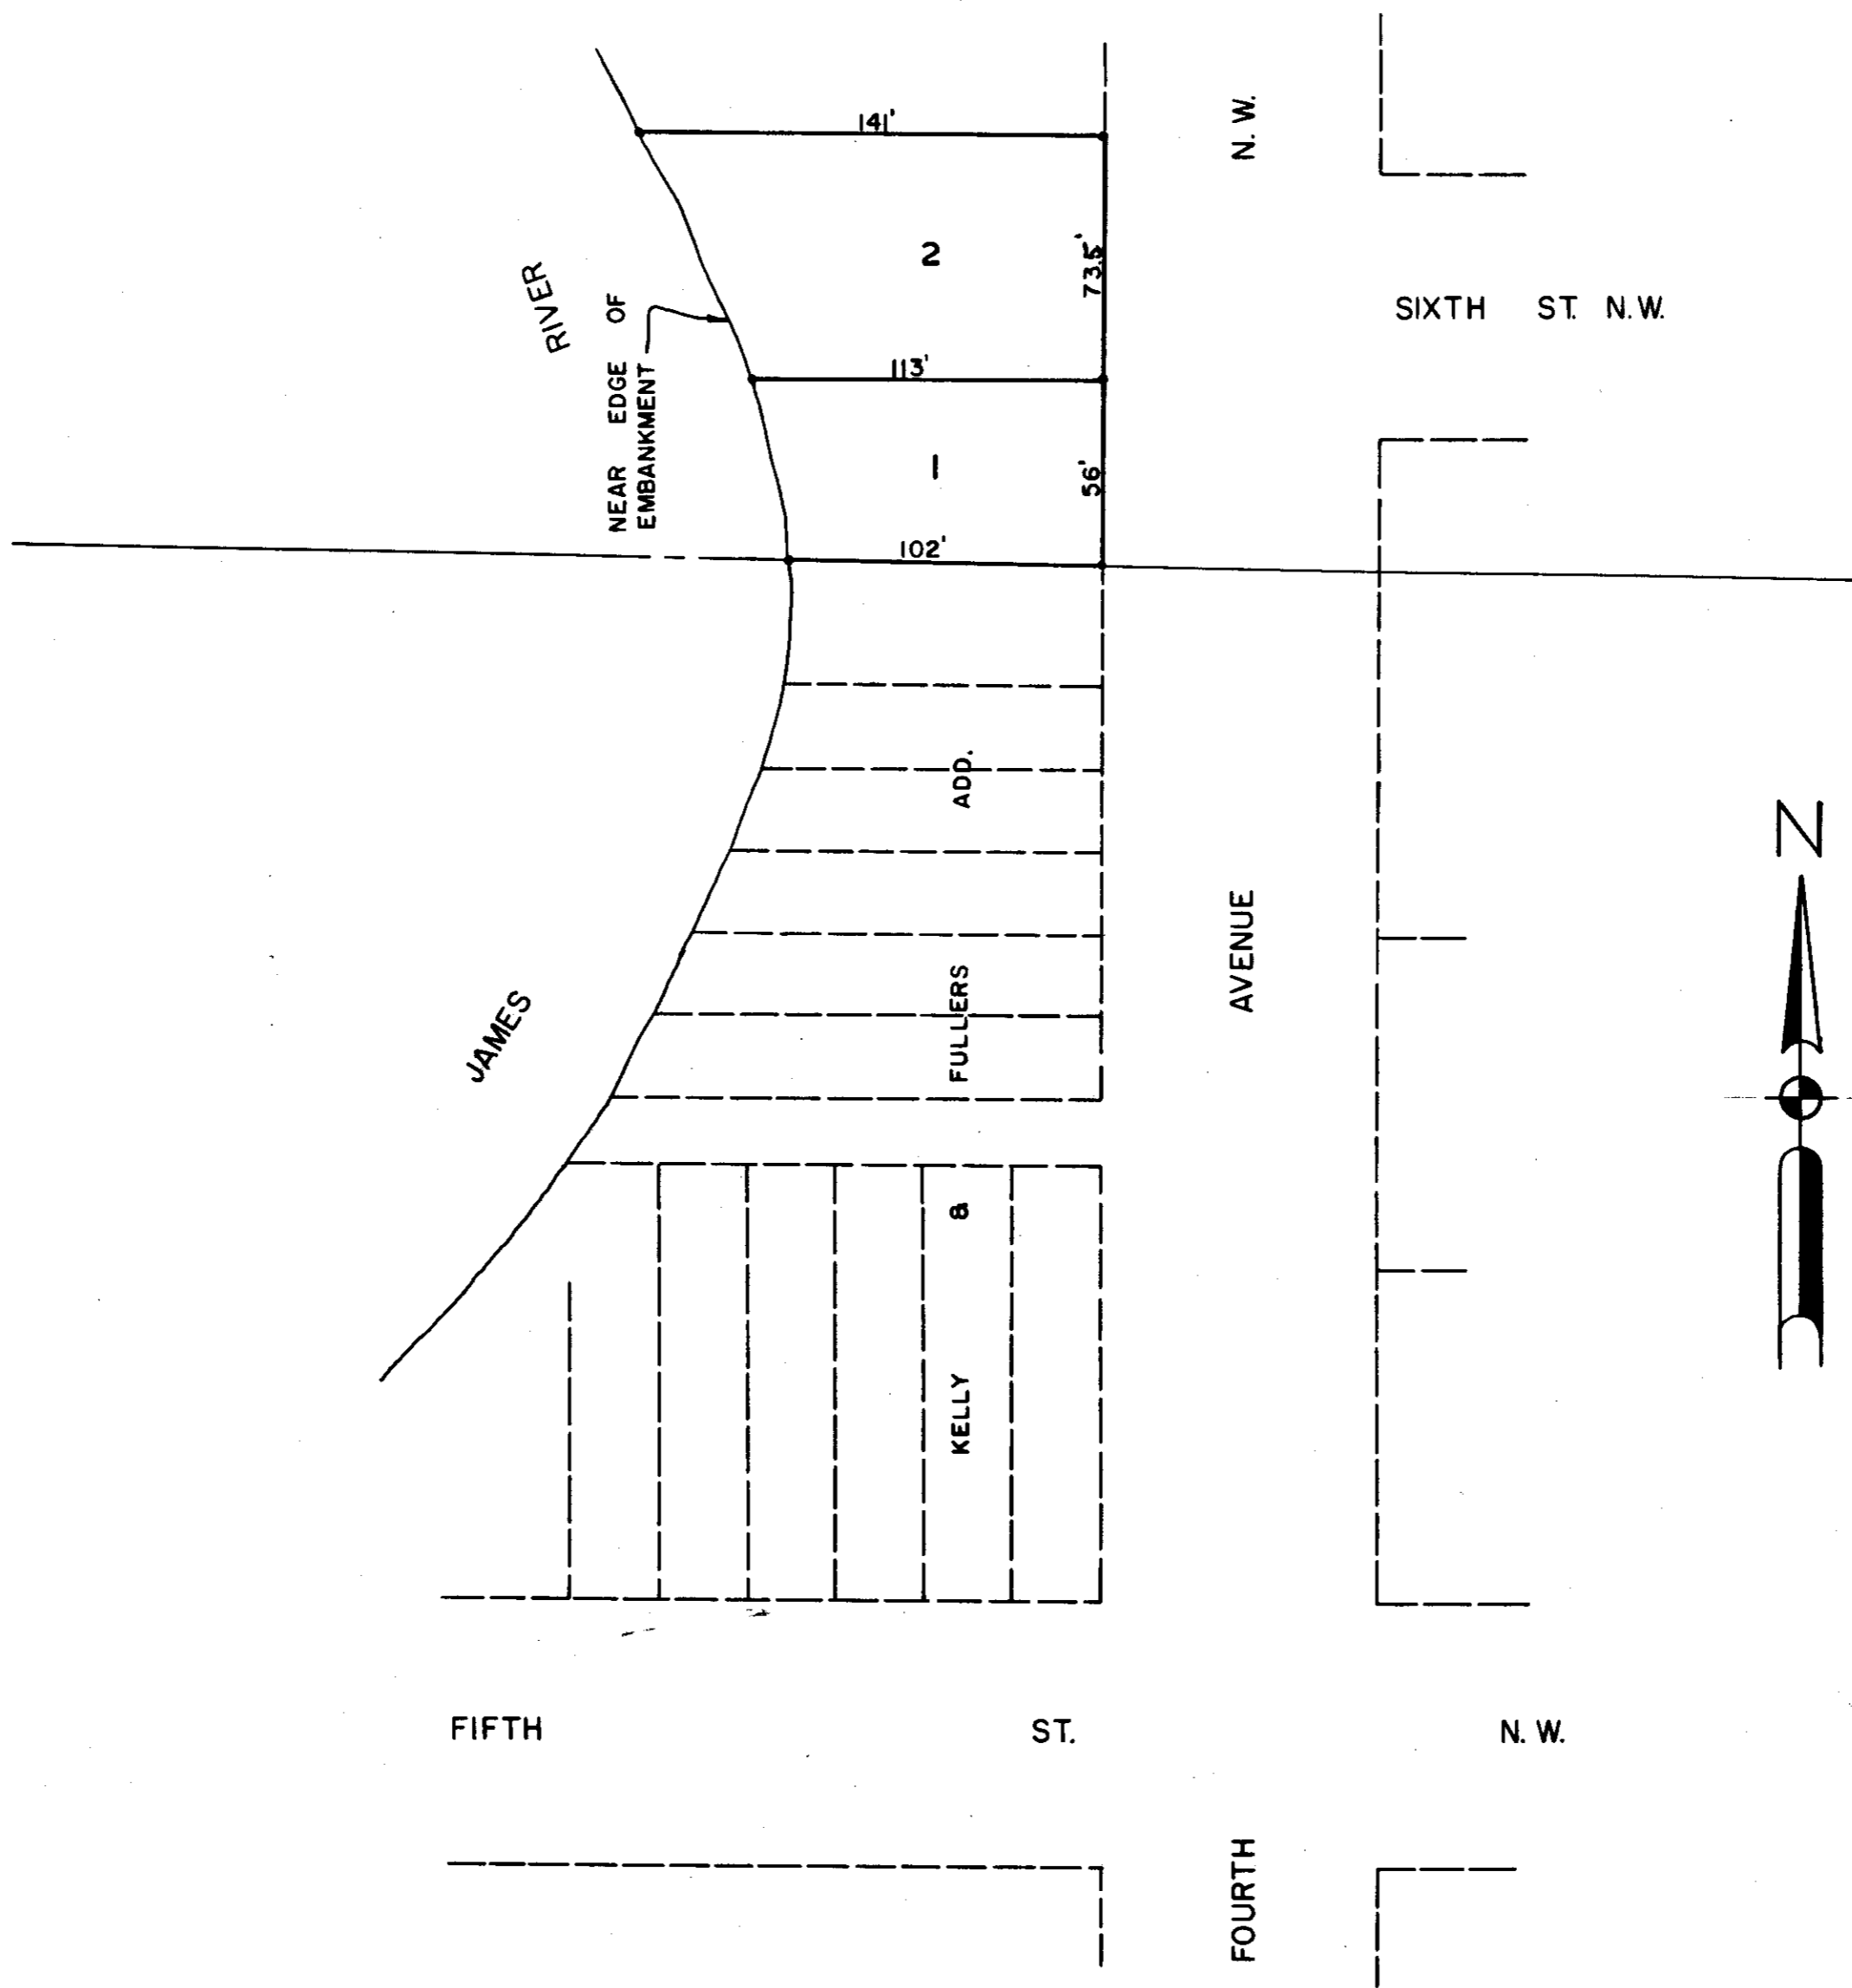 141'
N.W.
2
73.5'
RIVER
NEAR EDGE OF
EMBANKMENT
SIXTH ST. N.W.
113'
1
56'
102'
KELLY & FULLERS ADD.
JAMES
FOURTH AVENUE
N
FIFTH ST. N.W.